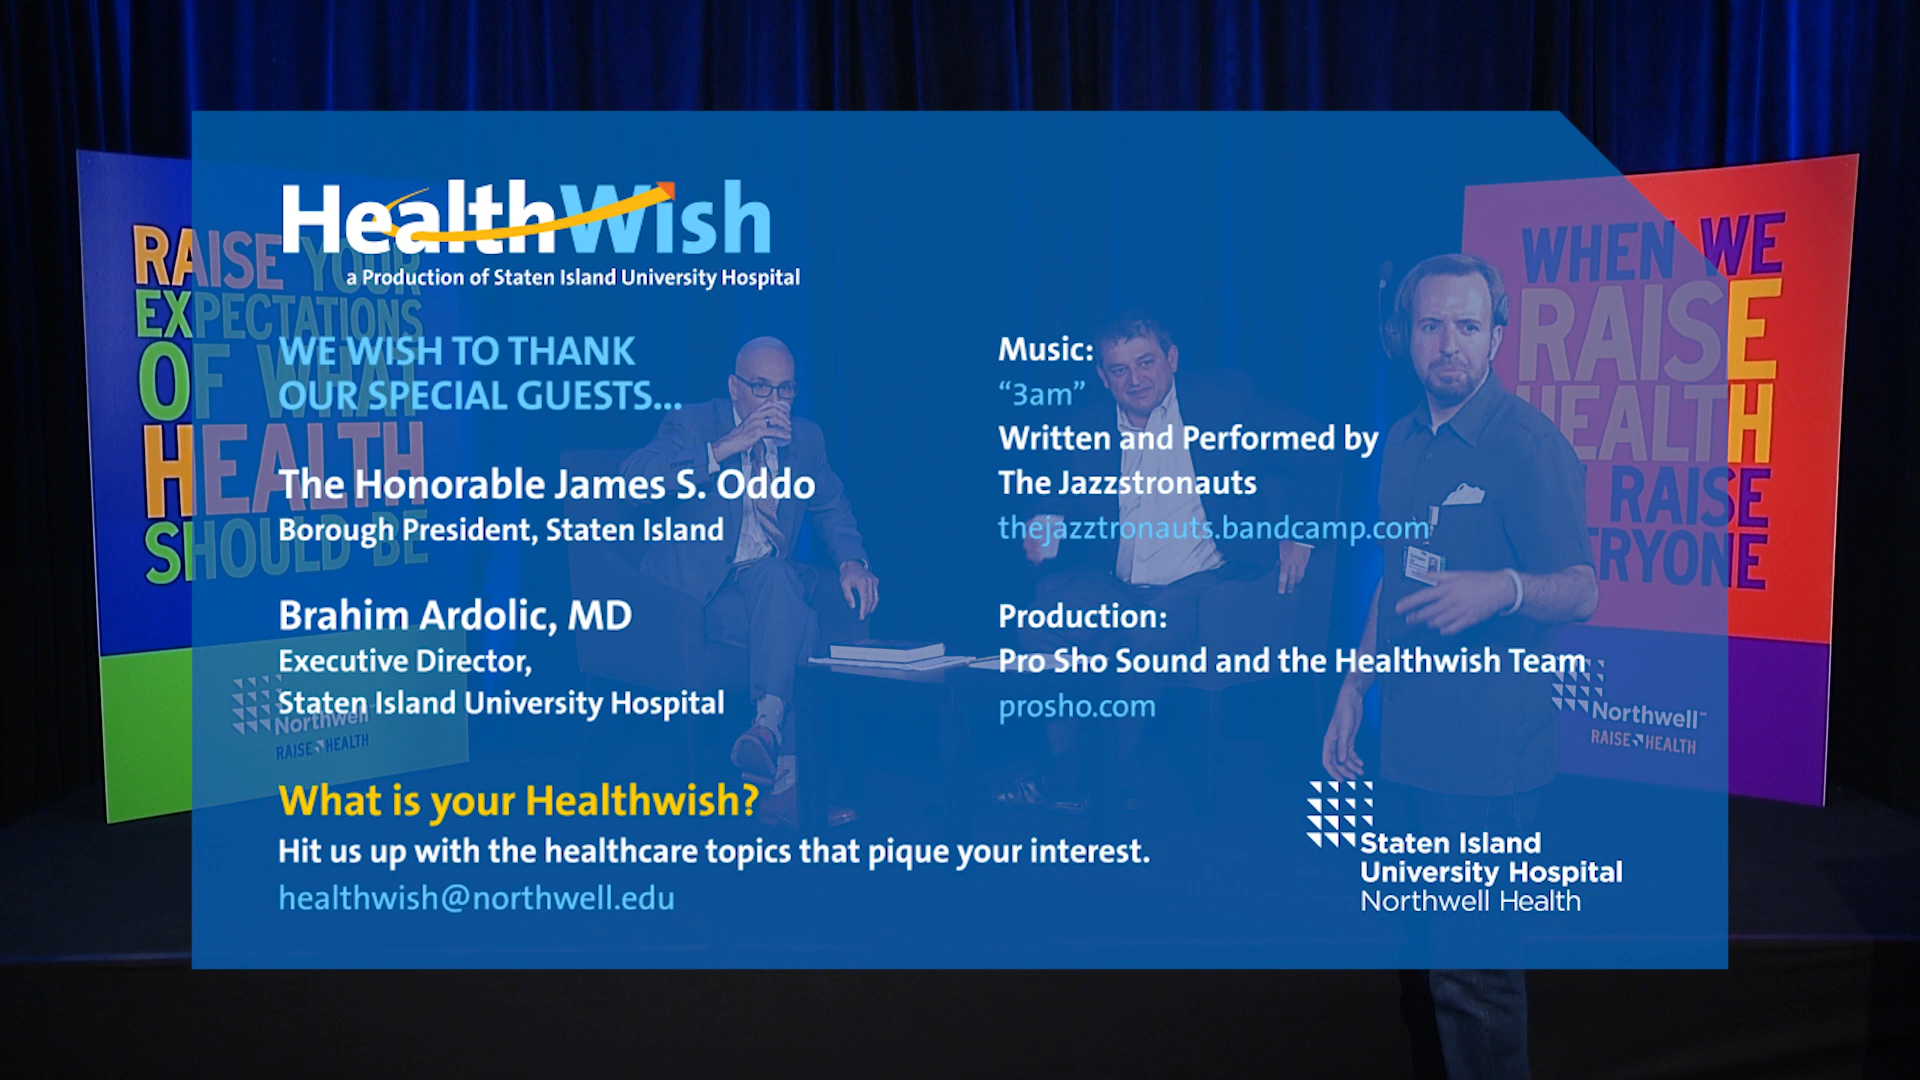 HealthWish
a Production of Staten Island University Hospital
WE WISH TO THANK
OUR SPECIAL GUESTS...
The Honorable James S. Oddo
Borough President, Staten Island
Brahim Ardolic, MD
Executive Director,
Staten Island University Hospital
What is your Healthwish?
Hit us up with the healthcare topics that pique your interest.
healthwish@northwell.edu
Music:
“3am”
Written and Performed by
The Jazzstronauts
thejazztronauts.bandcamp.com
Production:
Pro Sho Sound and the Healthwish Team
prosho.com
Staten Island
University Hospital
Northwell Health
RAISE YOUR
EXPECTATIONS
OF WHAT
HEALTH
SHOULD BE
Northwell
RAISE HEALTH
WHEN WE
RAISE
HEALTH
RAISE
ERYONE
Northwell
RAISE HEALTH